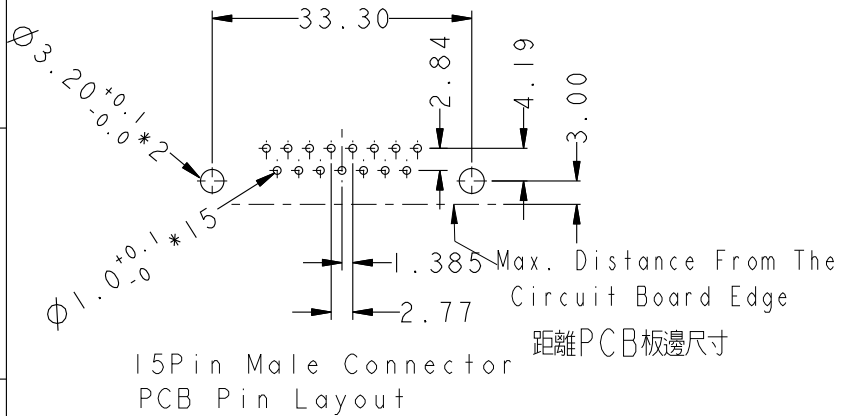 33.30
Ø3.20+0.1-0.0*2
2.84
4.19
3.00
Ø1.0+0.1-0*15
1.385
2.77
Max. Distance From The
Circuit Board Edge
距離PCB板邊尺寸
15Pin Male Connector
PCB Pin Layout